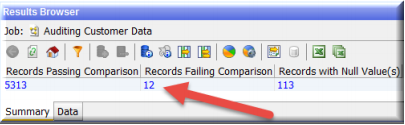 Results Browser
Job: Auditing Customer Data
Records Passing Comparison Records Failing Comparison Records with Null Value(s)
5313 12 113
Summary Data